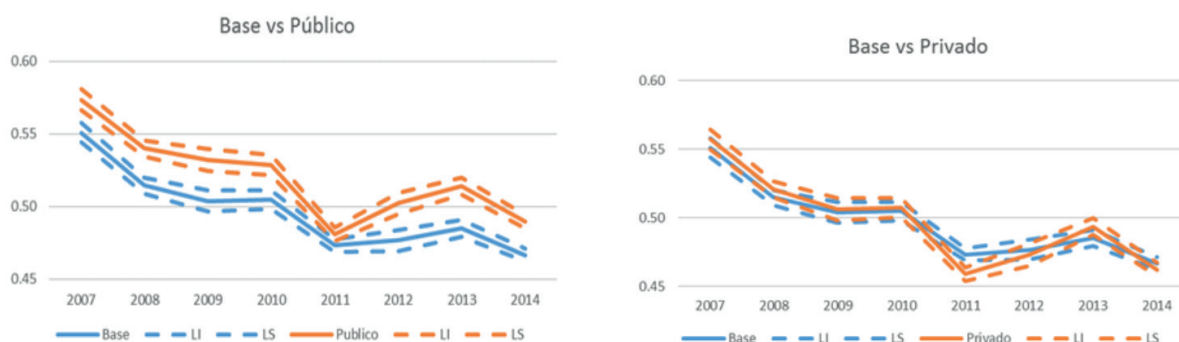 Base vs Público
0.60
0.55
0.50
0.45
2007 2008 2009 2010 2011 2012 2013 2014
Base LI LS Publico LI LS
Base vs Privado
0.60
0.55
0.50
0.45
2007 2008 2009 2010 2011 2012 2013 2014
Base LI LS Privado LI LS